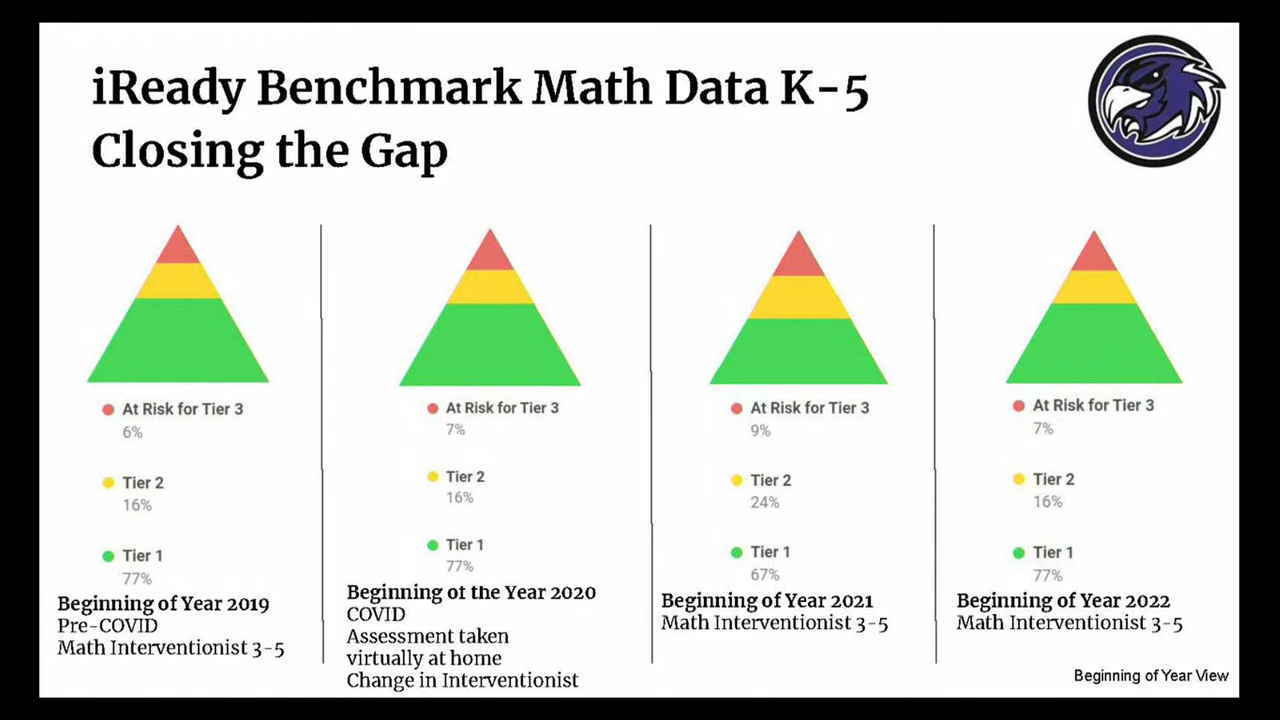 iReady Benchmark Math Data K-5
Closing the Gap
At Risk for Tier 3
6%
Tier 2
16%
Tier 1
77%
Beginning of Year 2019
Pre-COVID
Math Interventionist 3-5
At Risk for Tier 3
7%
Tier 2
16%
Tier 1
77%
Beginning of the Year 2020
COVID
Assessment taken
virtually at home
Change in Interventionist
At Risk for Tier 3
9%
Tier 2
24%
Tier 1
67%
Beginning of Year 2021
Math Interventionist 3-5
At Risk for Tier 3
7%
Tier 2
16%
Tier 1
77%
Beginning of Year 2022
Math Interventionist 3-5
Beginning of Year View